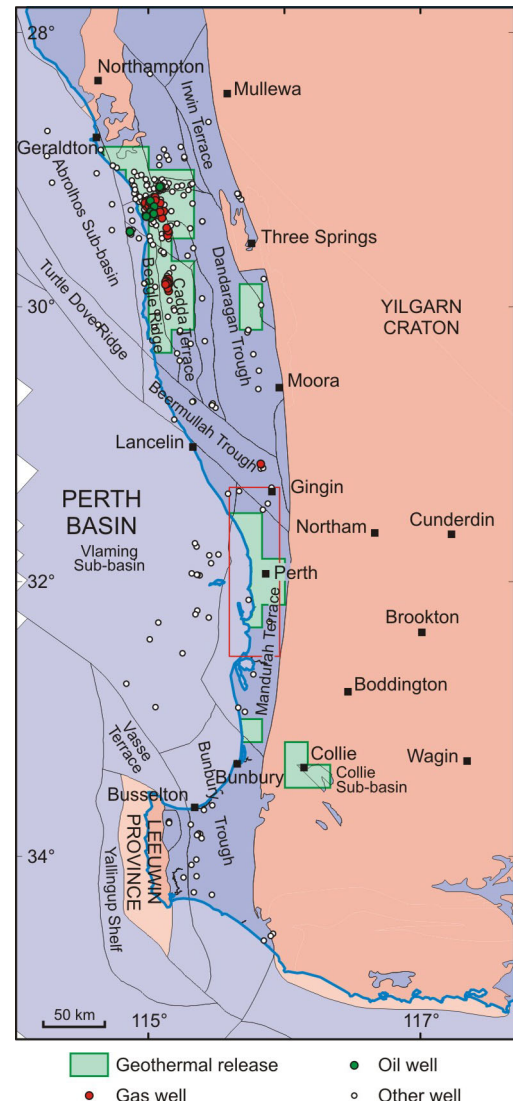 28°
Northampton
Mullewa
Irwin Terrace
Geraldton
Abrolhos Sub-basin
Three Springs
Turtle Dove Ridge
Beagle Ridge
Cadda Terrace
Dandaragan Trough
30°
YILGARN
CRATON
Moora
Beermullah Trough
Lancelin
Gingin
PERTH
BASIN
Vlaming
Sub-basin
Northam
Cunderdin
32°
Perth
Mandurah Terrace
Brookton
Boddington
Vasse
Terrace
Bunbury
Trough
Bunbury
Collie
Collie
Sub-basin
Wagin
Busselton
LEEUWIN
PROVINCE
34°
Yallingup Shelf
50 km
115°
117°
Geothermal release
Oil well
Gas well
Other well